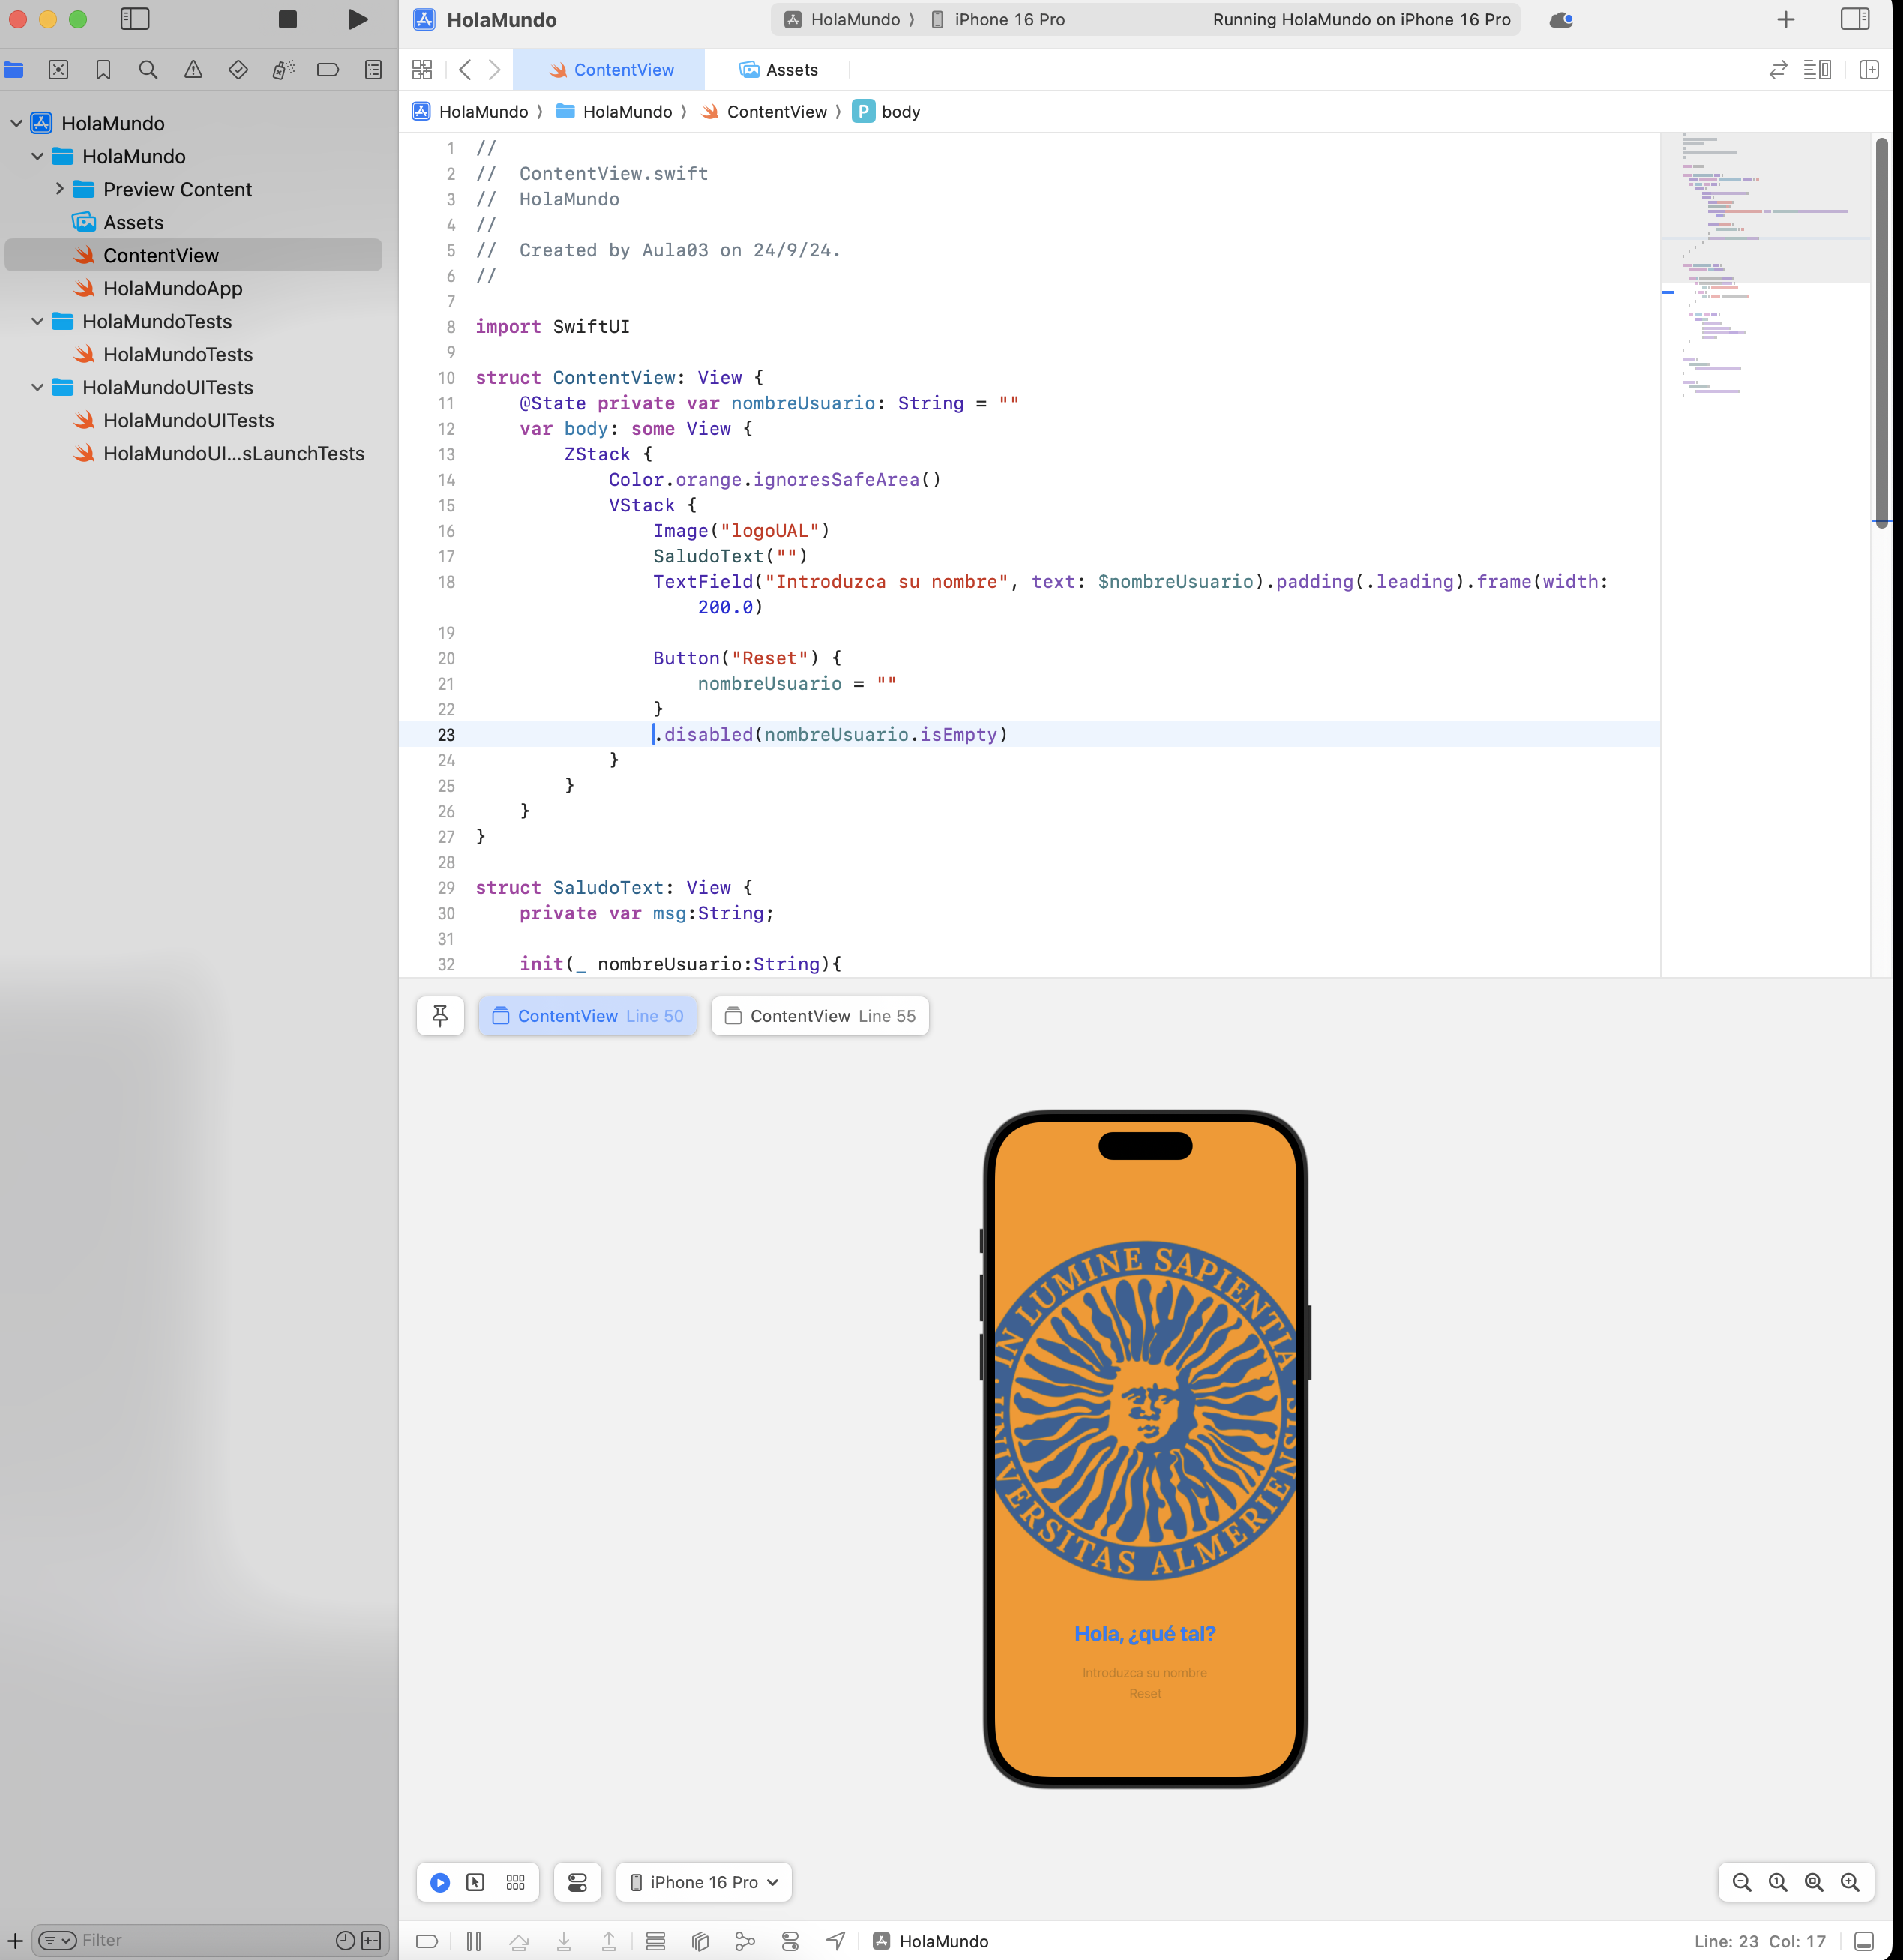 HolaMundo
HolaMundo ⟩ iPhone 16 Pro
Running HolaMundo on iPhone 16 Pro
ContentView
Assets
HolaMundo ⟩ HolaMundo ⟩ ContentView ⟩ P body
HolaMundo
HolaMundo
Preview Content
Assets
ContentView
HolaMundoApp
HolaMundoTests
HolaMundoTests
HolaMundoUITests
HolaMundoUITests
HolaMundoUI...sLaunchTests
Filter
1 //
2 //  ContentView.swift
3 //  HolaMundo
4 //
5 //  Created by Aula03 on 24/9/24.
6 //
7
8 import SwiftUI
9
10 struct ContentView: View {
11     @State private var nombreUsuario: String = ""
12     var body: some View {
13         ZStack {
14             Color.orange.ignoresSafeArea()
15             VStack {
16                 Image("logoUAL")
17                 SaludoText("")
18                 TextField("Introduzca su nombre", text: $nombreUsuario).padding(.leading).frame(width:
200.0)
19
20                 Button("Reset") {
21                     nombreUsuario = ""
22                 }
23                 .disabled(nombreUsuario.isEmpty)
24             }
25         }
26     }
27 }
28
29 struct SaludoText: View {
30     private var msg:String;
31
32     init(_ nombreUsuario:String){
ContentView Line 50
ContentView Line 55
IN LUMINE SAPIENTIA
VERSITAS ALMERIENSIS
Hola, ¿qué tal?
Introduzca su nombre
Reset
iPhone 16 Pro
HolaMundo
Line: 23 Col: 17